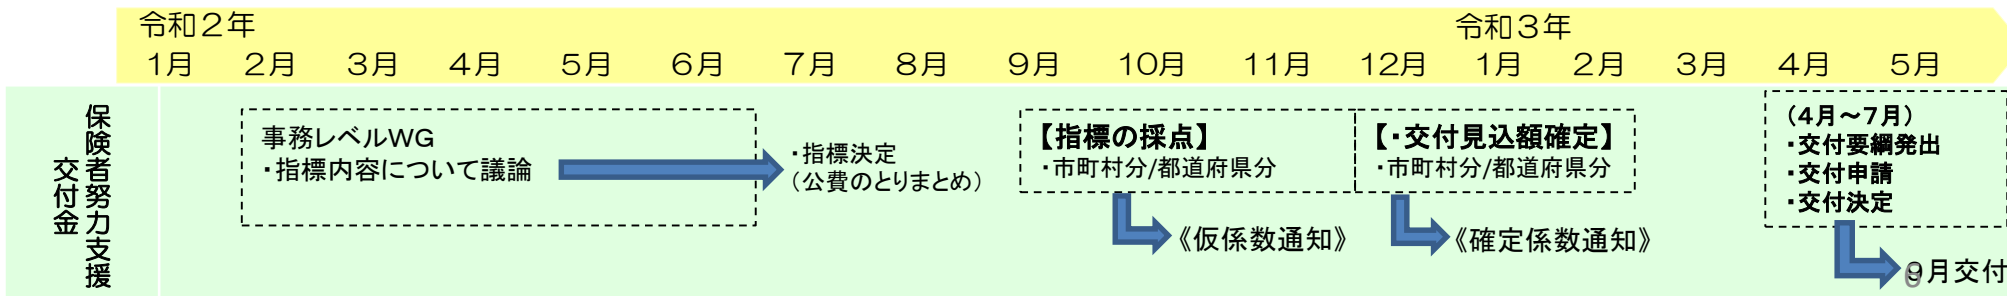 令和２年
令和３年
１月 ２月 ３月 ４月 ５月 ６月 ７月 ８月 ９月 １０月 １１月 １２月 １月 ２月 ３月 ４月 ５月
保険者努力支援
交付金
事務レベルＷＧ
・指標内容について議論
・指標決定
（公費のとりまとめ）
【指標の採点】
・市町村分/都道府県分
《仮係数通知》
【・交付見込額確定】
・市町村分/都道府県分
《確定係数通知》
（４月～７月）
・交付要綱発出
・交付申請
・交付決定
９月交付